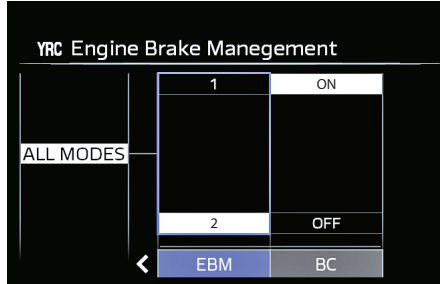 YRC Engine Brake Manegement
1 ON
ALL MODES
2 OFF
EBM BC